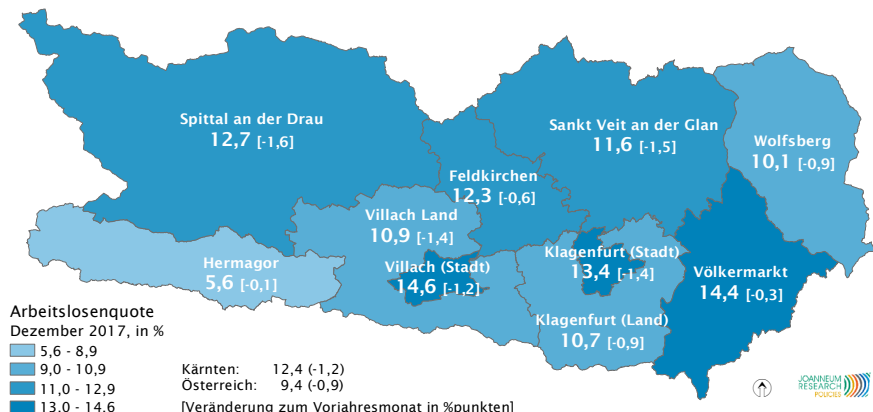 Spittal an der Drau
12,7 [-1,6]
Sankt Veit an der Glan
11,6 [-1,5]
Wolfsberg
10,1 [-0,9]
Feldkirchen
12,3 [-0,6]
Villach Land
10,9 [-1,4]
Hermagor
5,6 [-0,1]
Villach (Stadt)
14,6 [-1,2]
Klagenfurt (Stadt)
13,4 [-1,4]
Völkermarkt
14,4 [-0,3]
Klagenfurt (Land)
10,7 [-0,9]
Arbeitslosenquote
Dezember 2017, in %
5,6 - 8,9
9,0 - 10,9
11,0 - 12,9
13,0 - 14,6
Kärnten: 12,4 (-1,2)
Österreich: 9,4 (-0,9)
[Veränderung zum Vorjahresmonat in %punkten]
JOANNEUM
RESEARCH
POLICIES